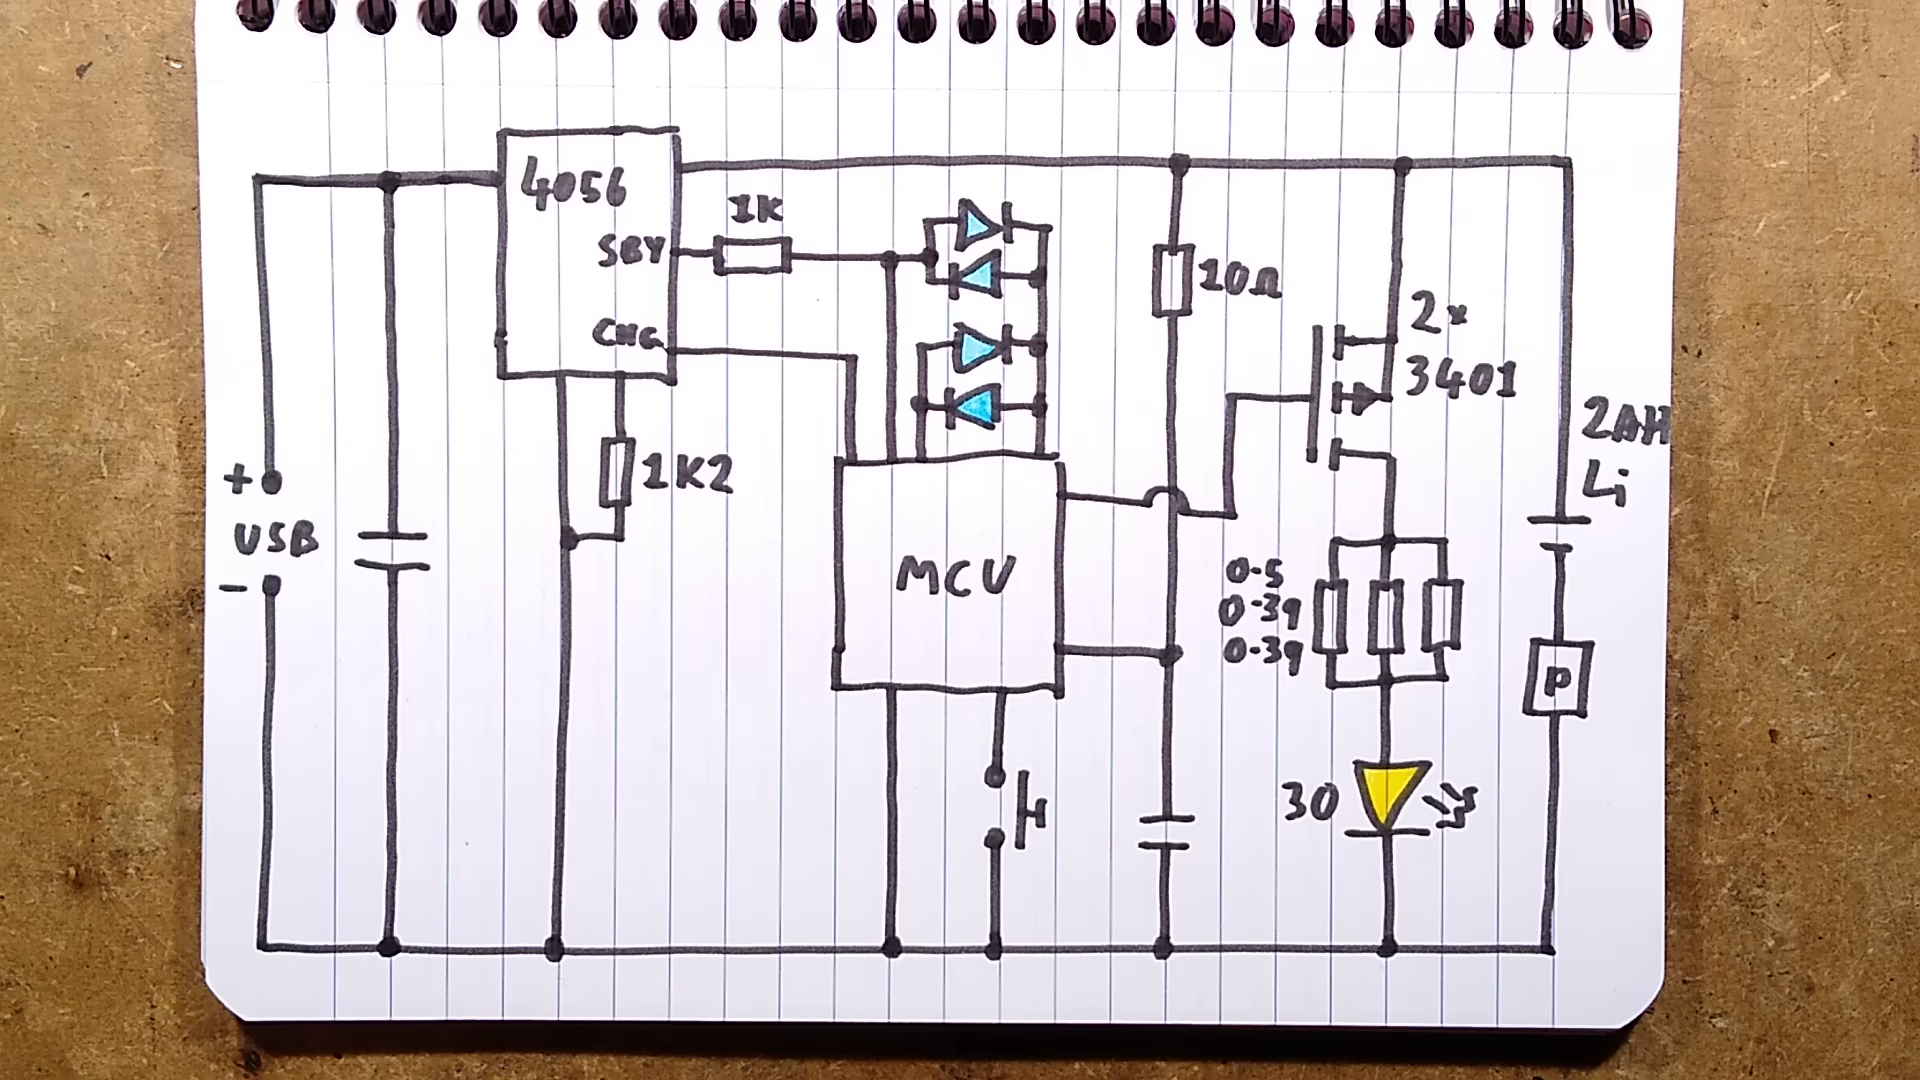 4056
SBY
CHG
1K
1K2
+
USB
-
MCU
10Ω
2x
3401
2AH
Li
0.5
0.39
0.39
P
30